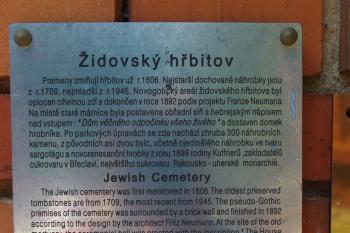 Židovský hřbitov
Prameny zmiňují hřbitov už r.1606. Nejstarší dochované náhrobky jsou
z r.1709, nejmladší z r.1945. Novogotický areál židovského hřbitova byl
oplocen cihelnou zdí a dokončen v roce 1892 podle projektu Franze Neumana.
Na místě staré márnice byla postavena obřadní síň s hebrejským nápisem
nad vstupem : "Dům věčného odpočinku všeho živého" a dostaven domek
hrobníka. Po parkových úpravách se zde nachází zhruba 300 náhrobních
kamenů, z původních asi dvou tisíc, včetně ojedinělého náhrobku ve tvaru
sargofágu a novorenesanční hrobky z roku 1899 rodiny Kuffnerů ,zakladatelů
cukrovaru v Břeclavi, největšího cukrovaru Rakousko - uherské monarchie.
Jewish Cemetery
The Jewish cementery was first mentioned in 1606.The oldest preserved
tombstones are from 1709, the most recent from 1945. The pseudo-Gothic
premises of the cemetery was surrounded by a brick wall and finished in 1892
according to the design by the architect Fritz Neumann.At the site of the old